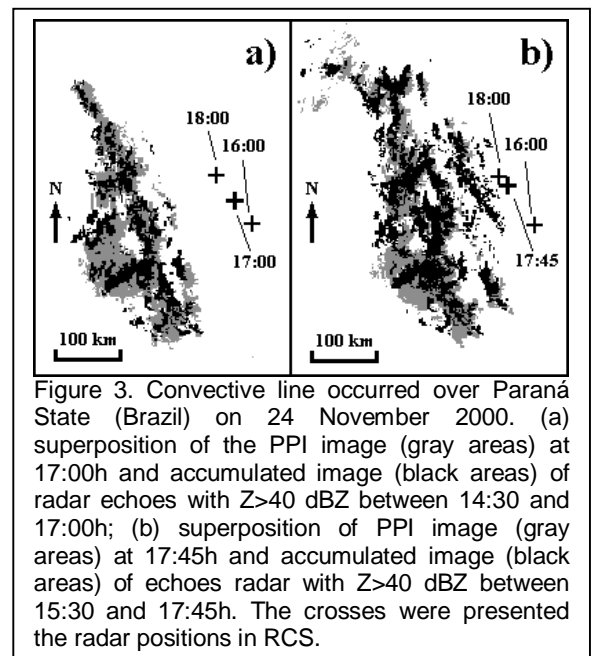 a)
b)
18:00
16:00
N
17:00
100 km
18:00
16:00
N
17:45
100 km
Figure 3. Convective line occurred over Paraná
State (Brazil) on 24 November 2000. (a)
superposition of the PPI image (gray areas) at
17:00h and accumulated image (black areas) of
radar echoes with Z>40 dBZ between 14:30 and
17:00h; (b) superposition of PPI image (gray
areas) at 17:45h and accumulated image (black
areas) of echoes radar with Z>40 dBZ between
15:30 and 17:45h. The crosses were presented
the radar positions in RCS.